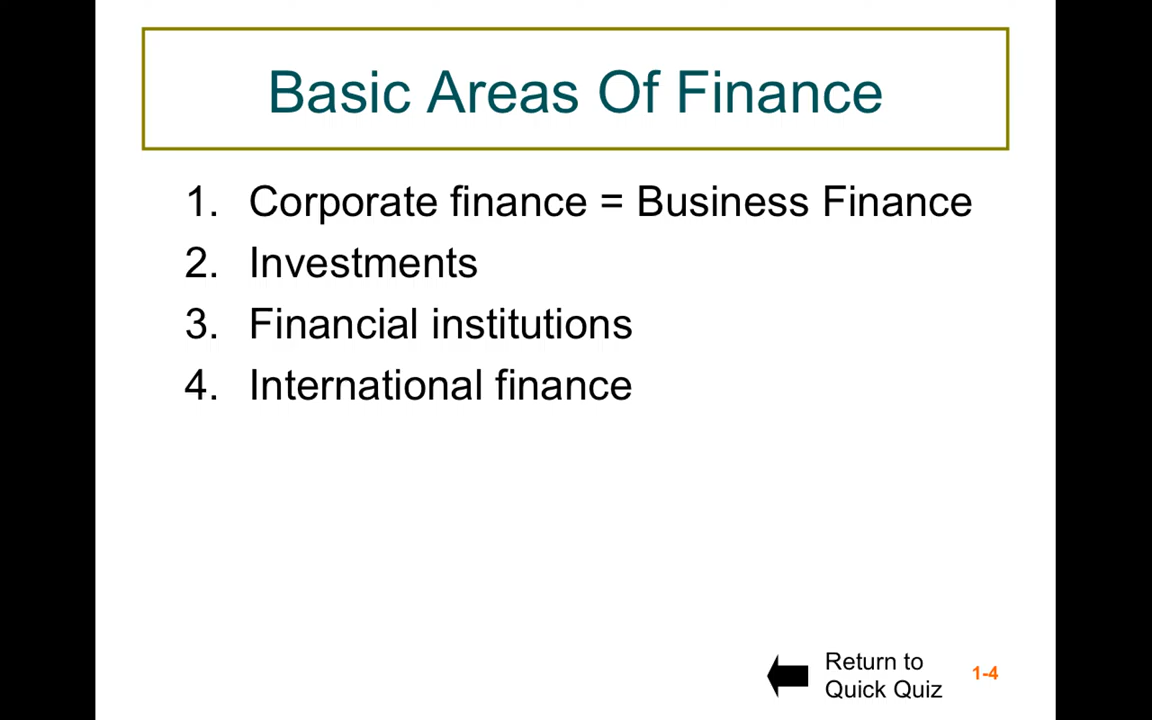 Basic Areas Of Finance
1. Corporate finance = Business Finance
2. Investments
3. Financial institutions
4. International finance
Return to
Quick Quiz
1-4